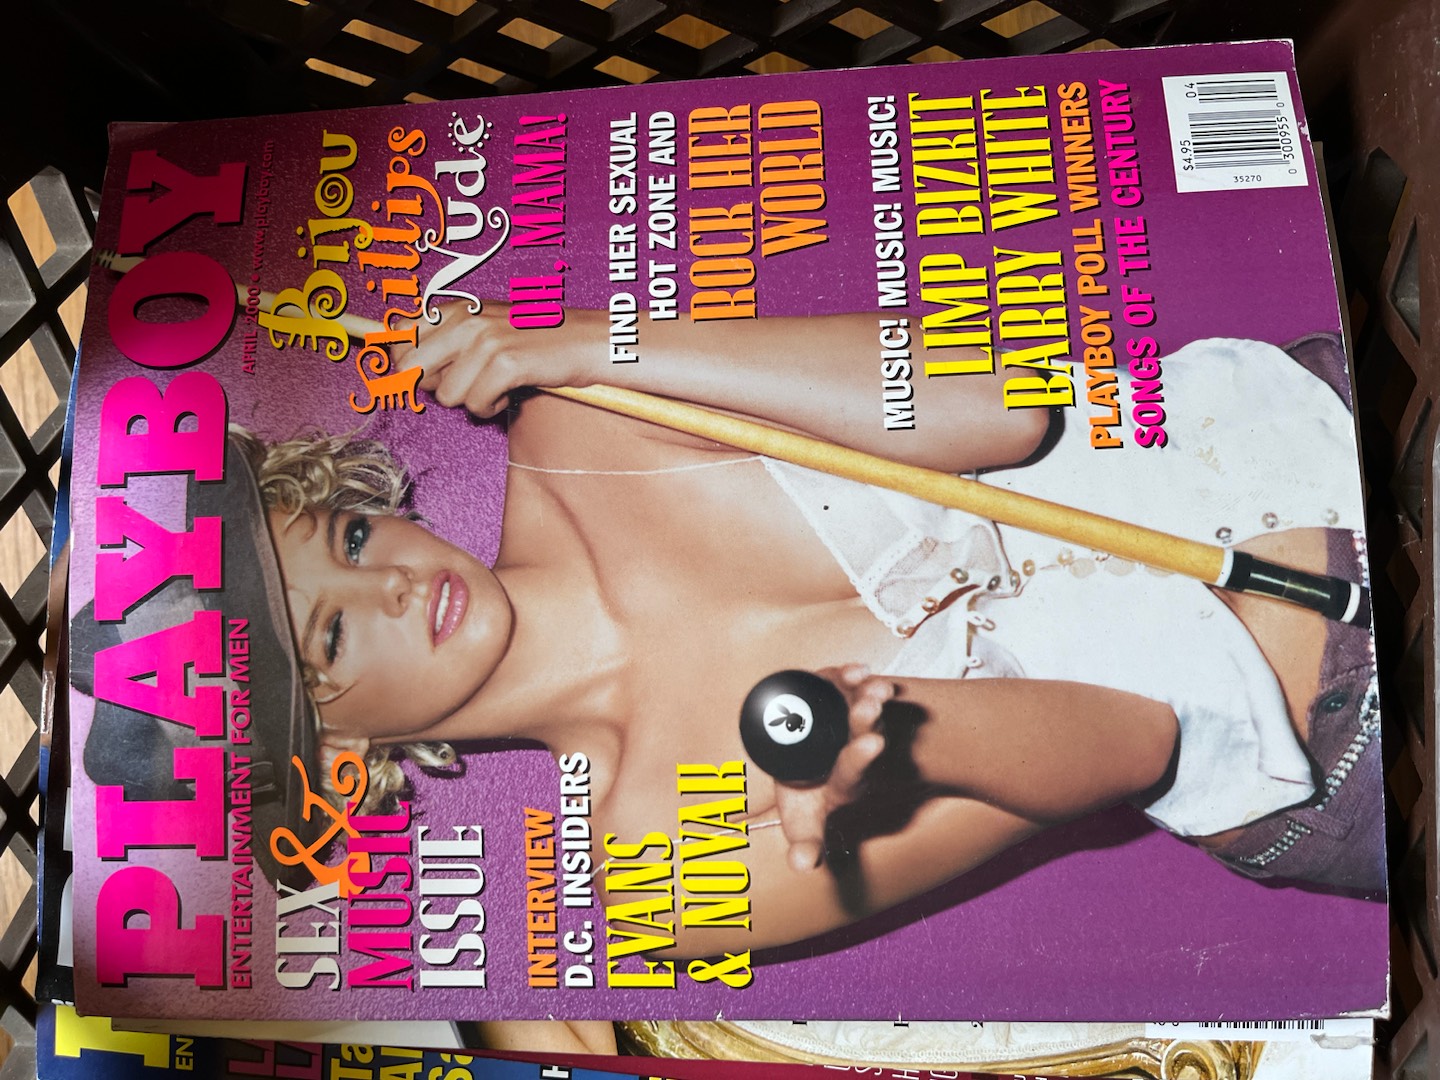 PLAYBOY
ENTERTAINMENT FOR MEN
APRIL 2000 • www.playboy.com
SEX &
MUSIC
ISSUE
INTERVIEW
D.C. INSIDERS
EVANS
& NOVAK
Bijou
Phillips
Nude
OH, MAMA!
FIND HER SEXUAL
HOT ZONE AND
ROCK HER
WORLD
MUSIC! MUSIC! MUSIC!
LIMP BIZKIT
BARRY WHITE
PLAYBOY POLL WINNERS
SONGS OF THE CENTURY
$4.95
04
0 300955 0
35270
EN